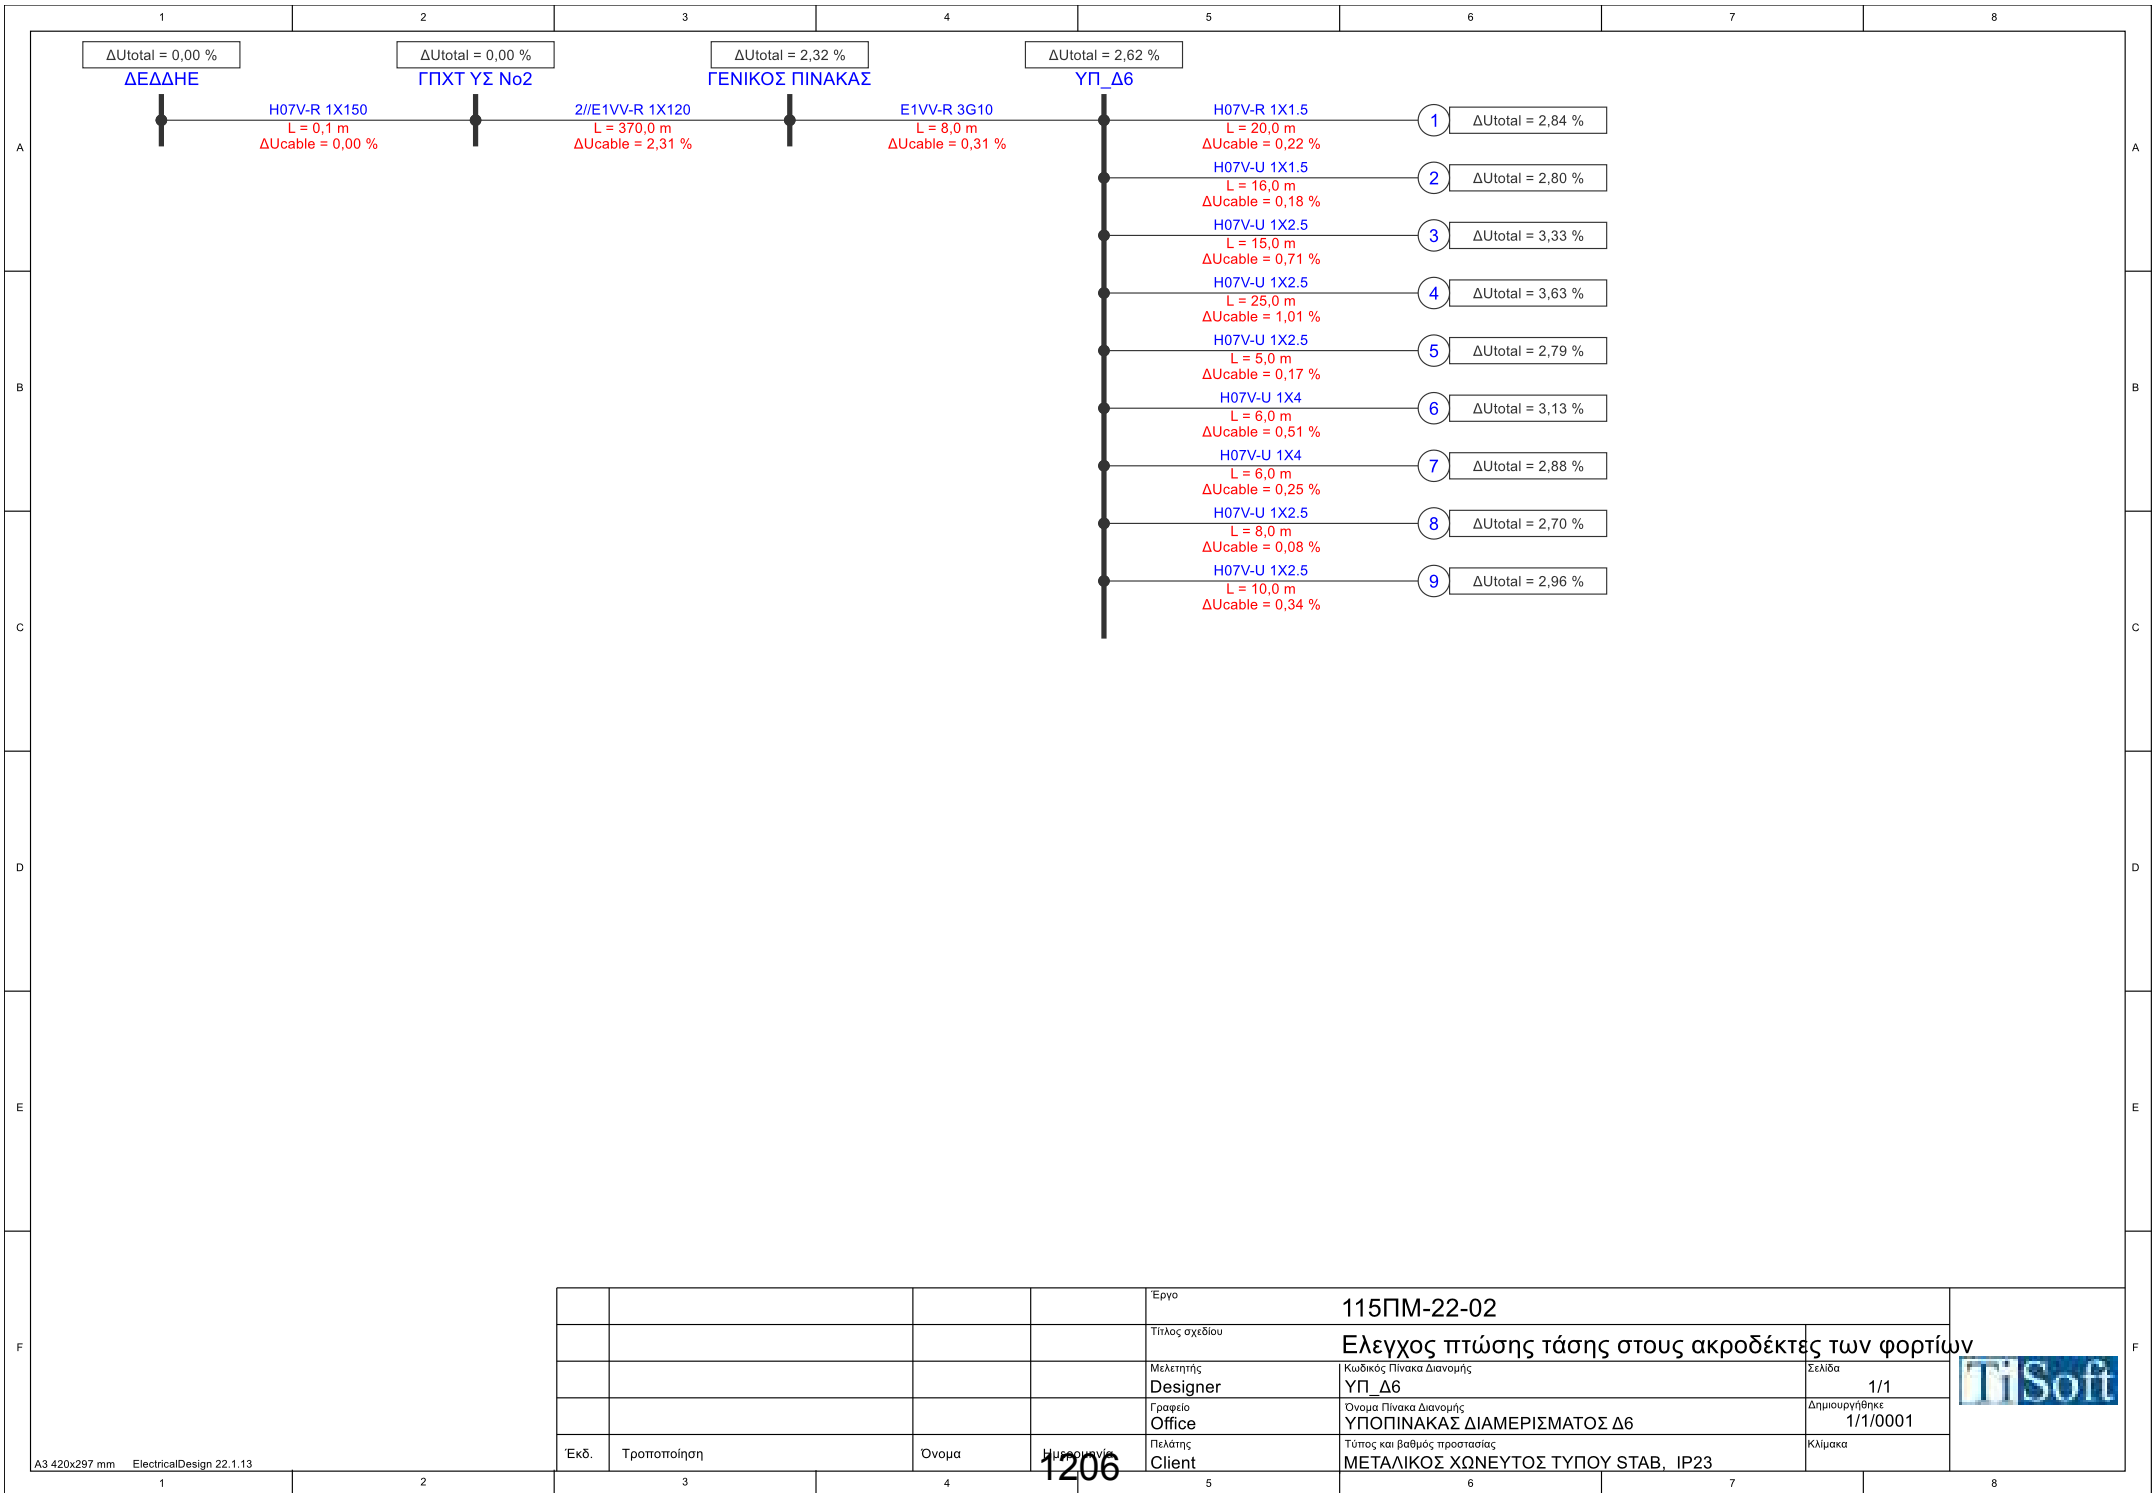 1 2 3 4 5 6 7 8
ΔUtotal = 0,00 % ΔUtotal = 0,00 % ΔUtotal = 2,32 % ΔUtotal = 2,62 %
ΔΕΔΔΗΕ ΓΠΧΤ ΥΣ Νο2 ΓΕΝΙΚΟΣ ΠΙΝΑΚΑΣ ΥΠ_Δ6
H07V-R 1X150 2//E1VV-R 1X120 E1VV-R 3G10 H07V-R 1X1.5
1 ΔUtotal = 2,84 %
L = 0,1 m L = 370,0 m L = 8,0 m L = 20,0 m
ΔUcable = 0,00 % ΔUcable = 2,31 % ΔUcable = 0,31 % ΔUcable = 0,22 %
A A
H07V-U 1X1.5
2 ΔUtotal = 2,80 %
L = 16,0 m
ΔUcable = 0,18 %
H07V-U 1X2.5
3 ΔUtotal = 3,33 %
L = 15,0 m
ΔUcable = 0,71 %
H07V-U 1X2.5
4 ΔUtotal = 3,63 %
L = 25,0 m
ΔUcable = 1,01 %
H07V-U 1X2.5
5 ΔUtotal = 2,79 %
L = 5,0 m
ΔUcable = 0,17 %
B B
H07V-U 1X4
6 ΔUtotal = 3,13 %
L = 6,0 m
ΔUcable = 0,51 %
H07V-U 1X4
7 ΔUtotal = 2,88 %
L = 6,0 m
ΔUcable = 0,25 %
H07V-U 1X2.5
8 ΔUtotal = 2,70 %
L = 8,0 m
ΔUcable = 0,08 %
H07V-U 1X2.5
9 ΔUtotal = 2,96 %
L = 10,0 m
ΔUcable = 0,34 %
C C
D D
E E
Έργο
115ΠΜ-22-02
Τίτλος σχεδίου
Ελεγχος πτώσης τάσης στους ακροδέκτες των φορτίων
F F
Μελετητής Κωδικός Πίνακα Διανομής Σελίδα
Designer ΥΠ_Δ6 1/1
TiSoft
Γραφείο Όνομα Πίνακα Διανομής Δημιουργήθηκε
Office ΥΠΟΠΙΝΑΚΑΣ ΔΙΑΜΕΡΙΣΜΑΤΟΣ Δ6 1/1/0001
Πελάτης Τύπος και βαθμός προστασίας Κλίμακα
Έκδ. Τροποποίηση Όνομα Ημερομηνία
Client ΜΕΤΑΛΙΚΟΣ ΧΩΝΕΥΤΟΣ ΤΥΠΟΥ STAB, IP23
A3 420x297 mm ElectricalDesign 22.1.13
1206
1 2 3 4 5 6 7 8